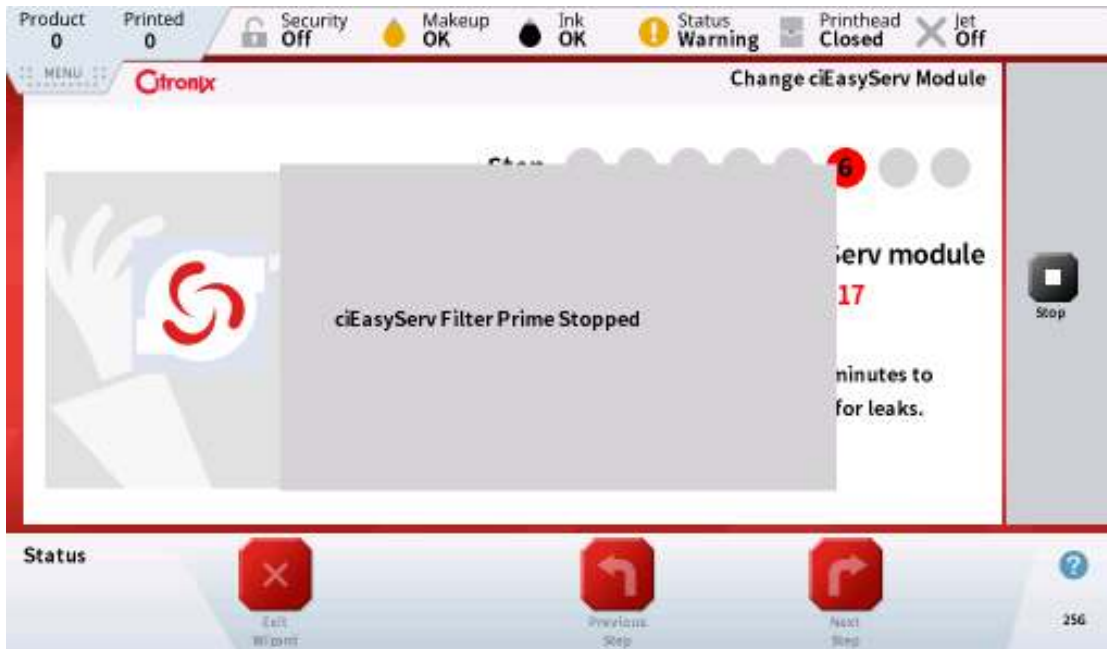 Product
0
Printed
0
Security
Off
Makeup
OK
Ink
OK
Status
Warning
Printhead
Closed
Jet
Off
MENU
Citronix
Change ciEasyServ Module
Step
6
Serv module
17
ciEasyServ Filter Prime Stopped
minutes to
for leaks.
Stop
Status
Exit
Wizard
Previous
Step
Next
Step
?
256